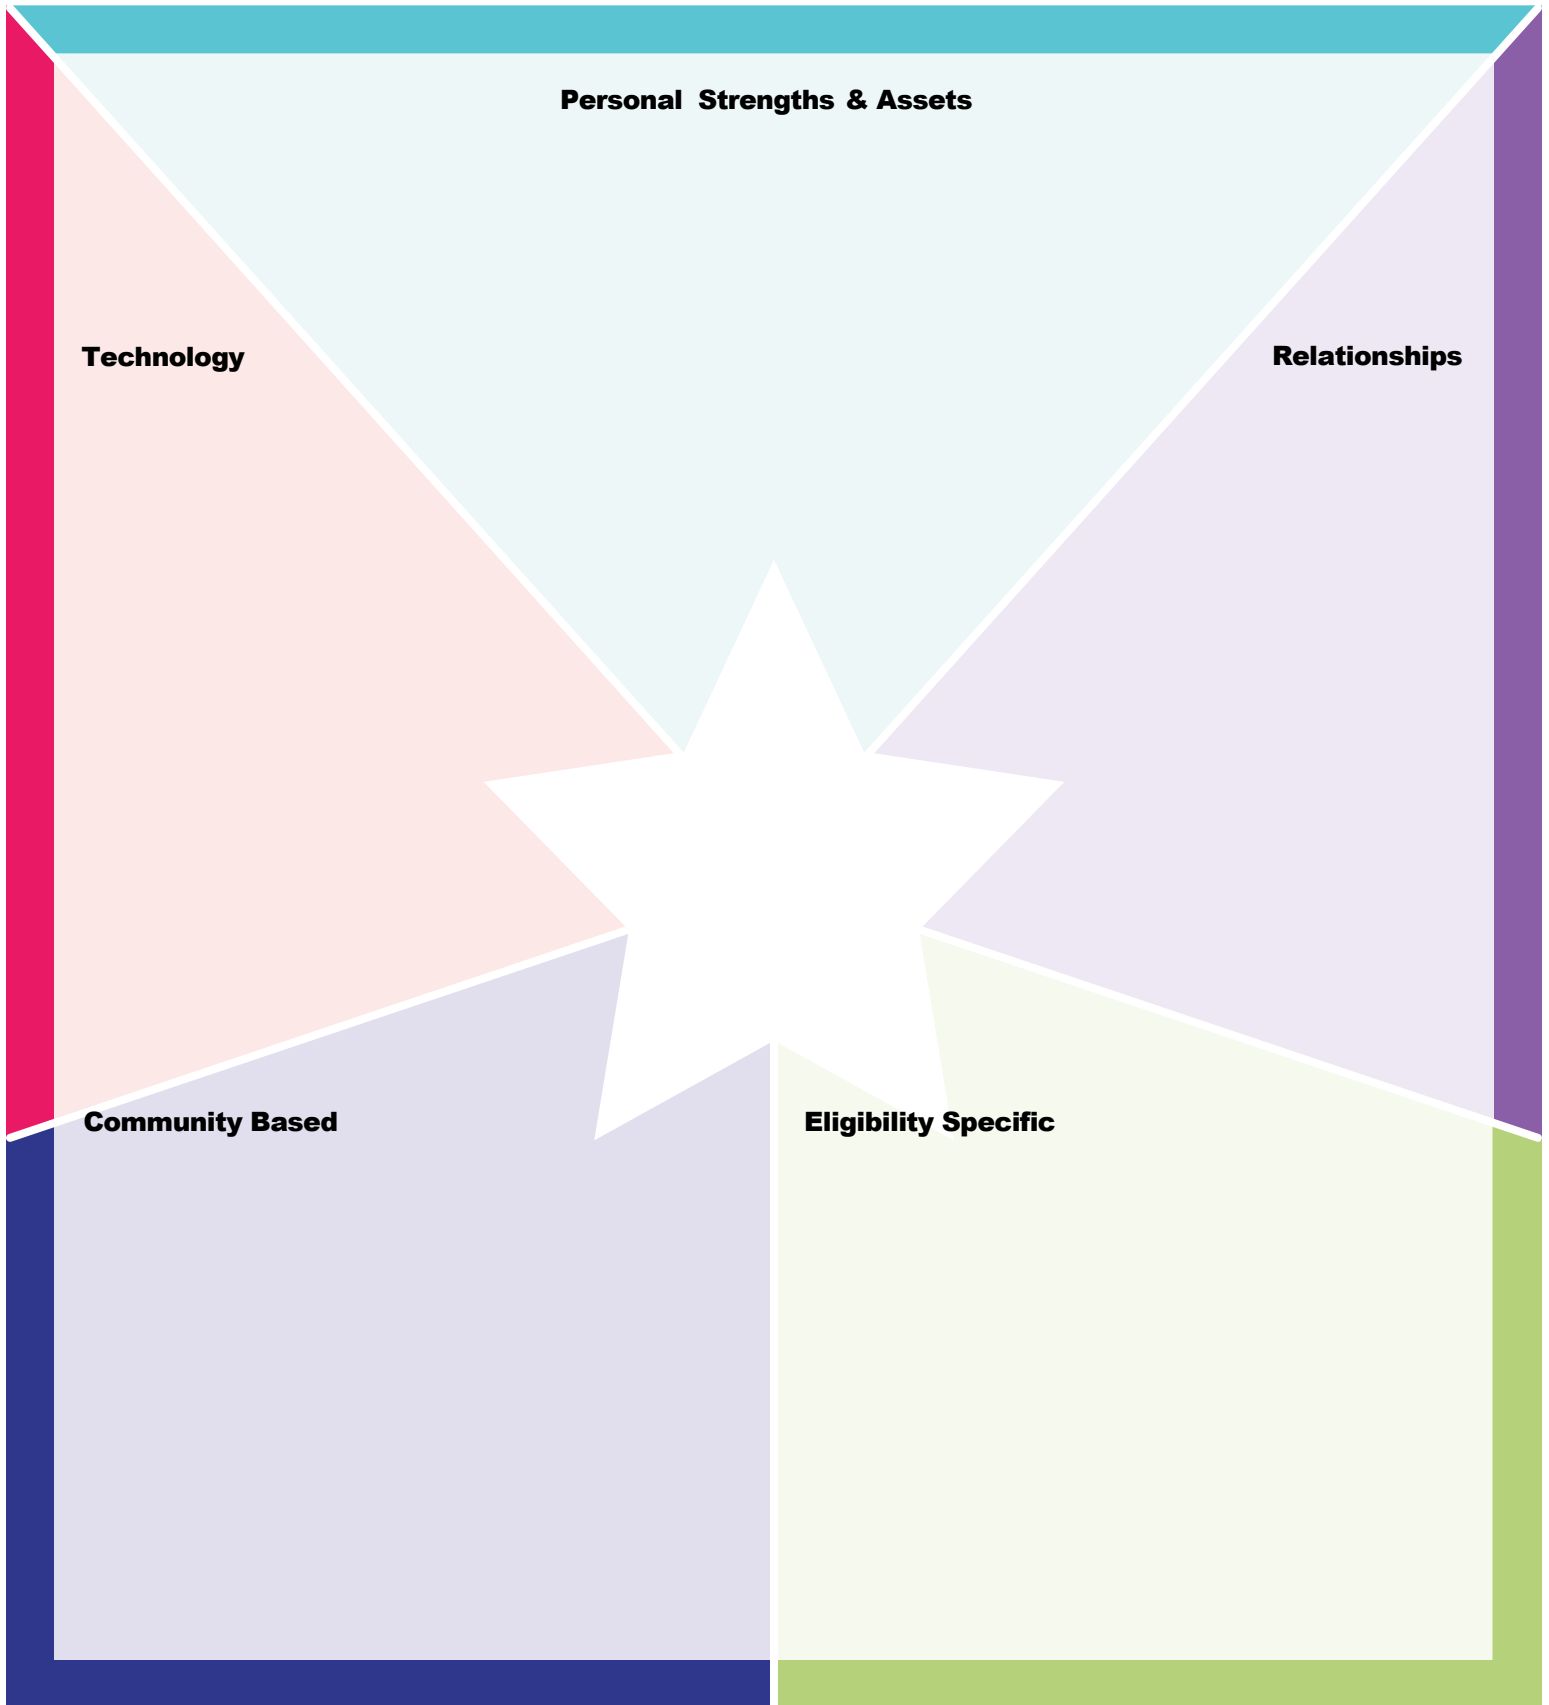 Personal Strengths & Assets
Technology
Relationships
Community Based
Eligibility Specific